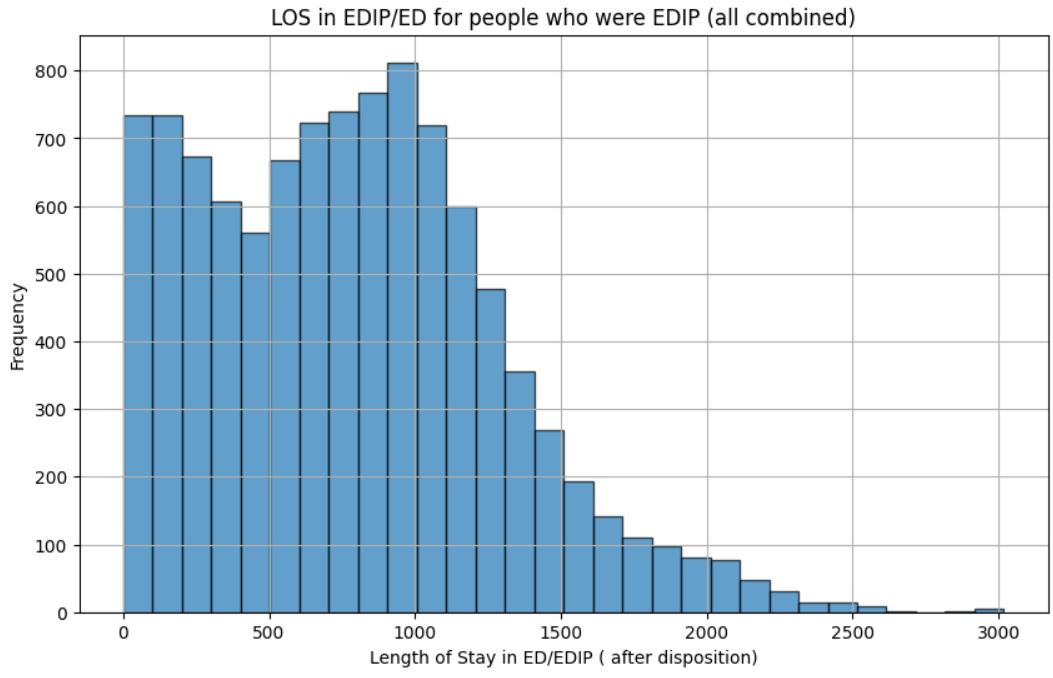 LOS in EDIP/ED for people who were EDIP (all combined)
800
700
600
500
400
300
200
100
0
Frequency
0 500 1000 1500 2000 2500 3000
Length of Stay in ED/EDIP ( after disposition)